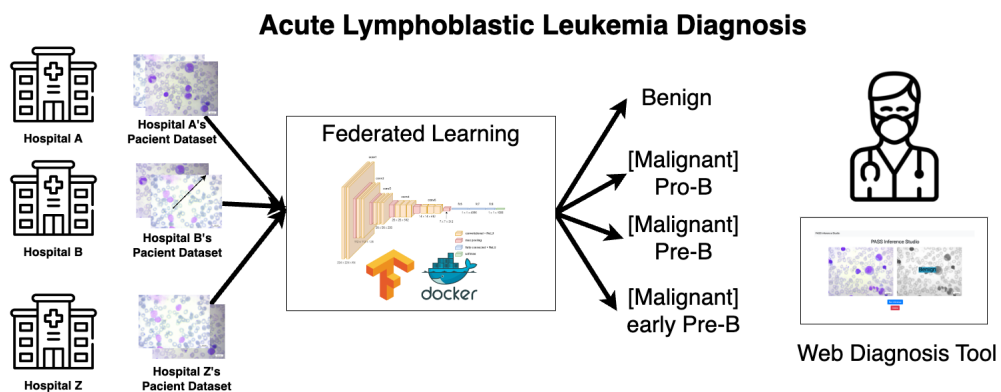 Acute Lymphoblastic Leukemia Diagnosis
Hospital A
Hospital A's
Pacient Dataset
Hospital B
Hospital B's
Pacient Dataset
Hospital Z
Hospital Z's
Pacient Dataset
Federated Learning
docker
Benign
[Malignant]
Pro-B
[Malignant]
Pre-B
[Malignant]
early Pre-B
PASS Inference Studio
Web Diagnosis Tool